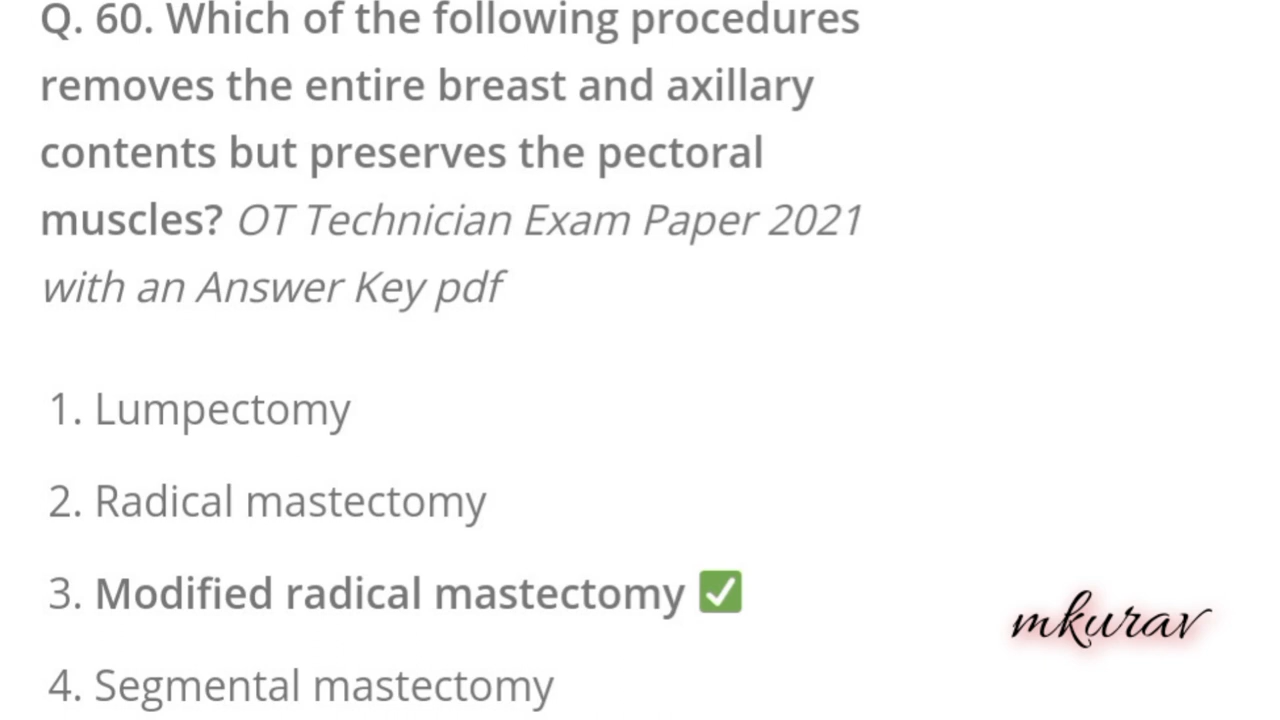 Q. 60. Which of the following procedures
removes the entire breast and axillary
contents but preserves the pectoral
muscles? OT Technician Exam Paper 2021
with an Answer Key pdf
1. Lumpectomy
2. Radical mastectomy
3. Modified radical mastectomy ✅
4. Segmental mastectomy
mkurav